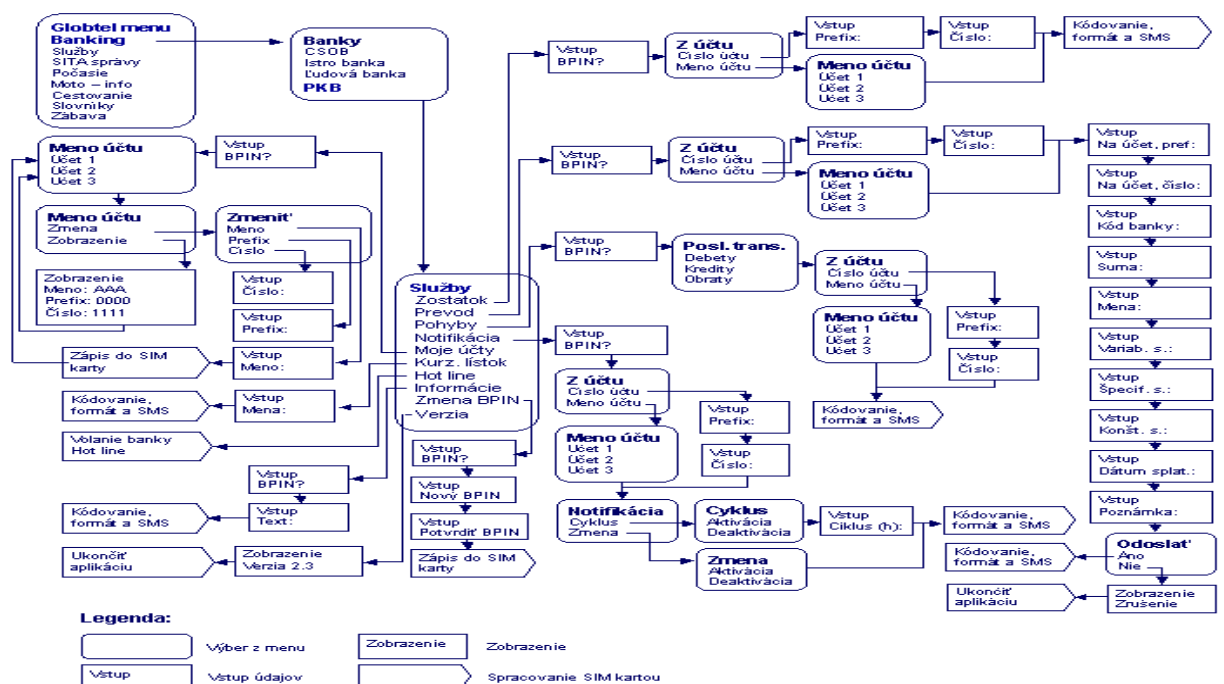 Globtel menu
Banking
Služby
SITA správy
Počasie
Moto – info
Cestovanie
Slovníky
Zábava
Banky
ČSOB
Istro banka
Ľudová banka
PKB
Vstup
BPIN?
Z účtu
Číslo účtu
Meno účtu
Vstup
Prefix:
Vstup
Číslo:
Kódovanie,
formát a SMS
Meno účtu
Účet 1
Účet 2
Účet 3
Meno účtu
Účet 1
Účet 2
Účet 3
Vstup
BPIN?
Vstup
BPIN?
Z účtu
Číslo účtu
Meno účtu
Vstup
Prefix:
Vstup
Číslo:
Meno účtu
Účet 1
Účet 2
Účet 3
Vstup
Na účet, pref:
Vstup
Na účet, číslo:
Vstup
Kód banky:
Vstup
Suma:
Vstup
Mena:
Vstup
Variab. s.:
Vstup
Špecif. s.:
Vstup
Konšt. s.:
Vstup
Dátum splat.:
Vstup
Poznámka:
Odoslať
Áno
Nie
Zobrazenie
Zrušenie
Kódovanie,
formát a SMS
Ukončiť
aplikáciu
Meno účtu
Zmena
Zobrazenie
Zmeniť
Meno
Prefix
Číslo
Zobrazenie
Meno: AAA
Prefix: 0000
Číslo: 1111
Vstup
Číslo:
Vstup
Prefix:
Vstup
Meno:
Zápis do SIM
karty
Služby
Zostatok
Prevod
Pohyby
Notifikácia
Moje účty
Kurz. lístok
Hot line
Informácie
Zmena BPIN
Verzia
Vstup
BPIN?
Posl. trans.
Debety
Kredity
Obraty
Z účtu
Číslo účtu
Meno účtu
Meno účtu
Účet 1
Účet 2
Účet 3
Vstup
Prefix:
Vstup
Číslo:
Kódovanie,
formát a SMS
Vstup
BPIN?
Z účtu
Číslo účtu
Meno účtu
Meno účtu
Účet 1
Účet 2
Účet 3
Vstup
Prefix:
Vstup
Číslo:
Notifikácia
Cyklus
Zmena
Cyklus
Aktivácia
Deaktivácia
Vstup
Ciklus (h):
Kódovanie,
formát a SMS
Zmena
Aktivácia
Deaktivácia
Kódovanie,
formát a SMS
Vstup
Mena:
Volanie banky
Hot line
Vstup
BPIN?
Vstup
Text:
Kódovanie,
formát a SMS
Ukončiť
aplikáciu
Zobrazenie
Verzia 2.3
Vstup
BPIN?
Vstup
Nový BPIN
Vstup
Potvrdiť BPIN
Zápis do SIM
karty
Legenda:
Výber z menu
Zobrazenie
Zobrazenie
Vstup
Vstup údajov
Spracovanie SIM kartou